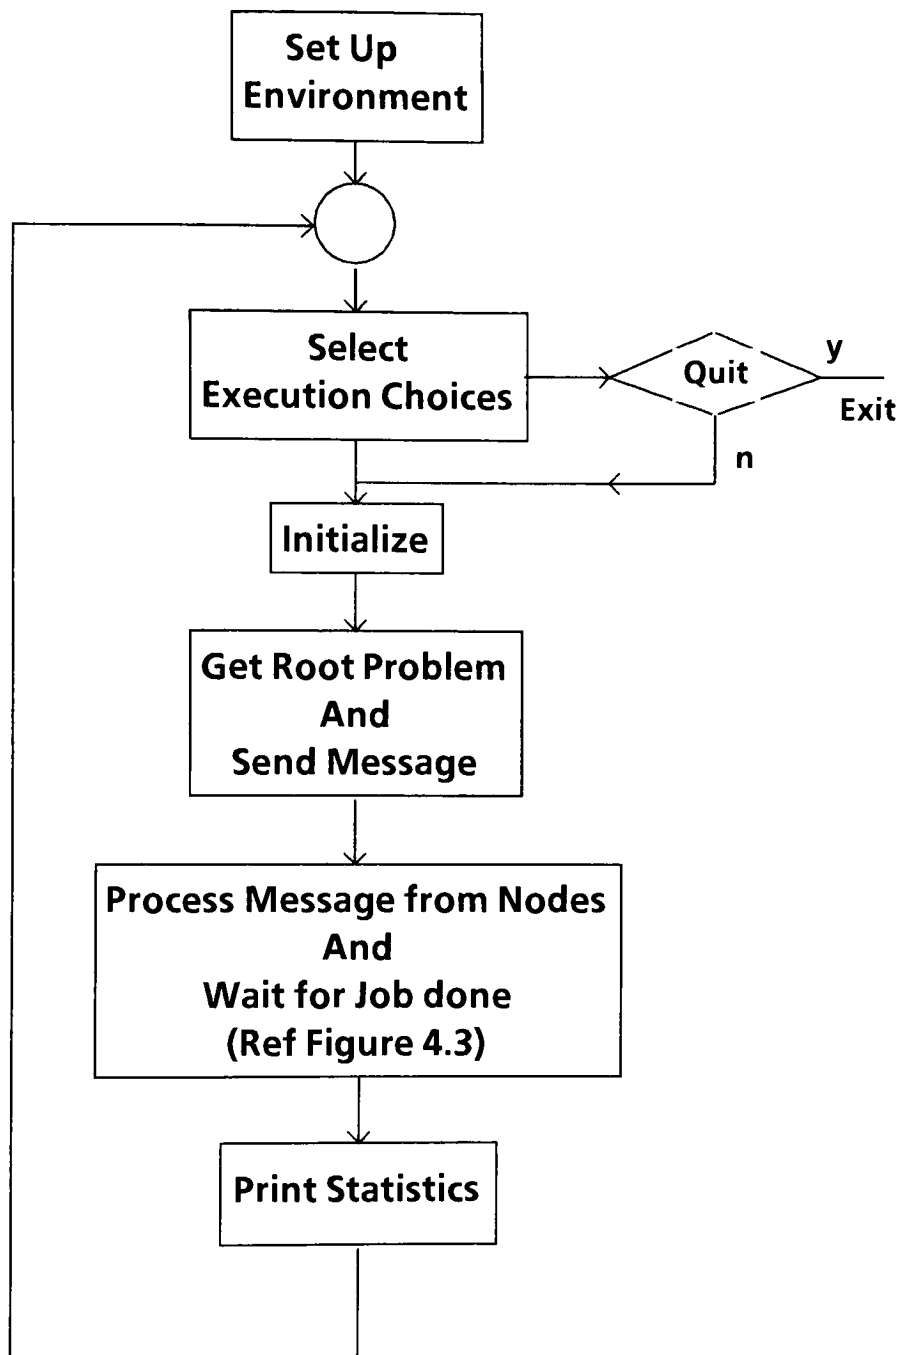 Set Up
Environment
Select
Execution Choices
Quit
y
Exit
n
Initialize
Get Root Problem
And
Send Message
Process Message from Nodes
And
Wait for Job done
(Ref Figure 4.3)
Print Statistics